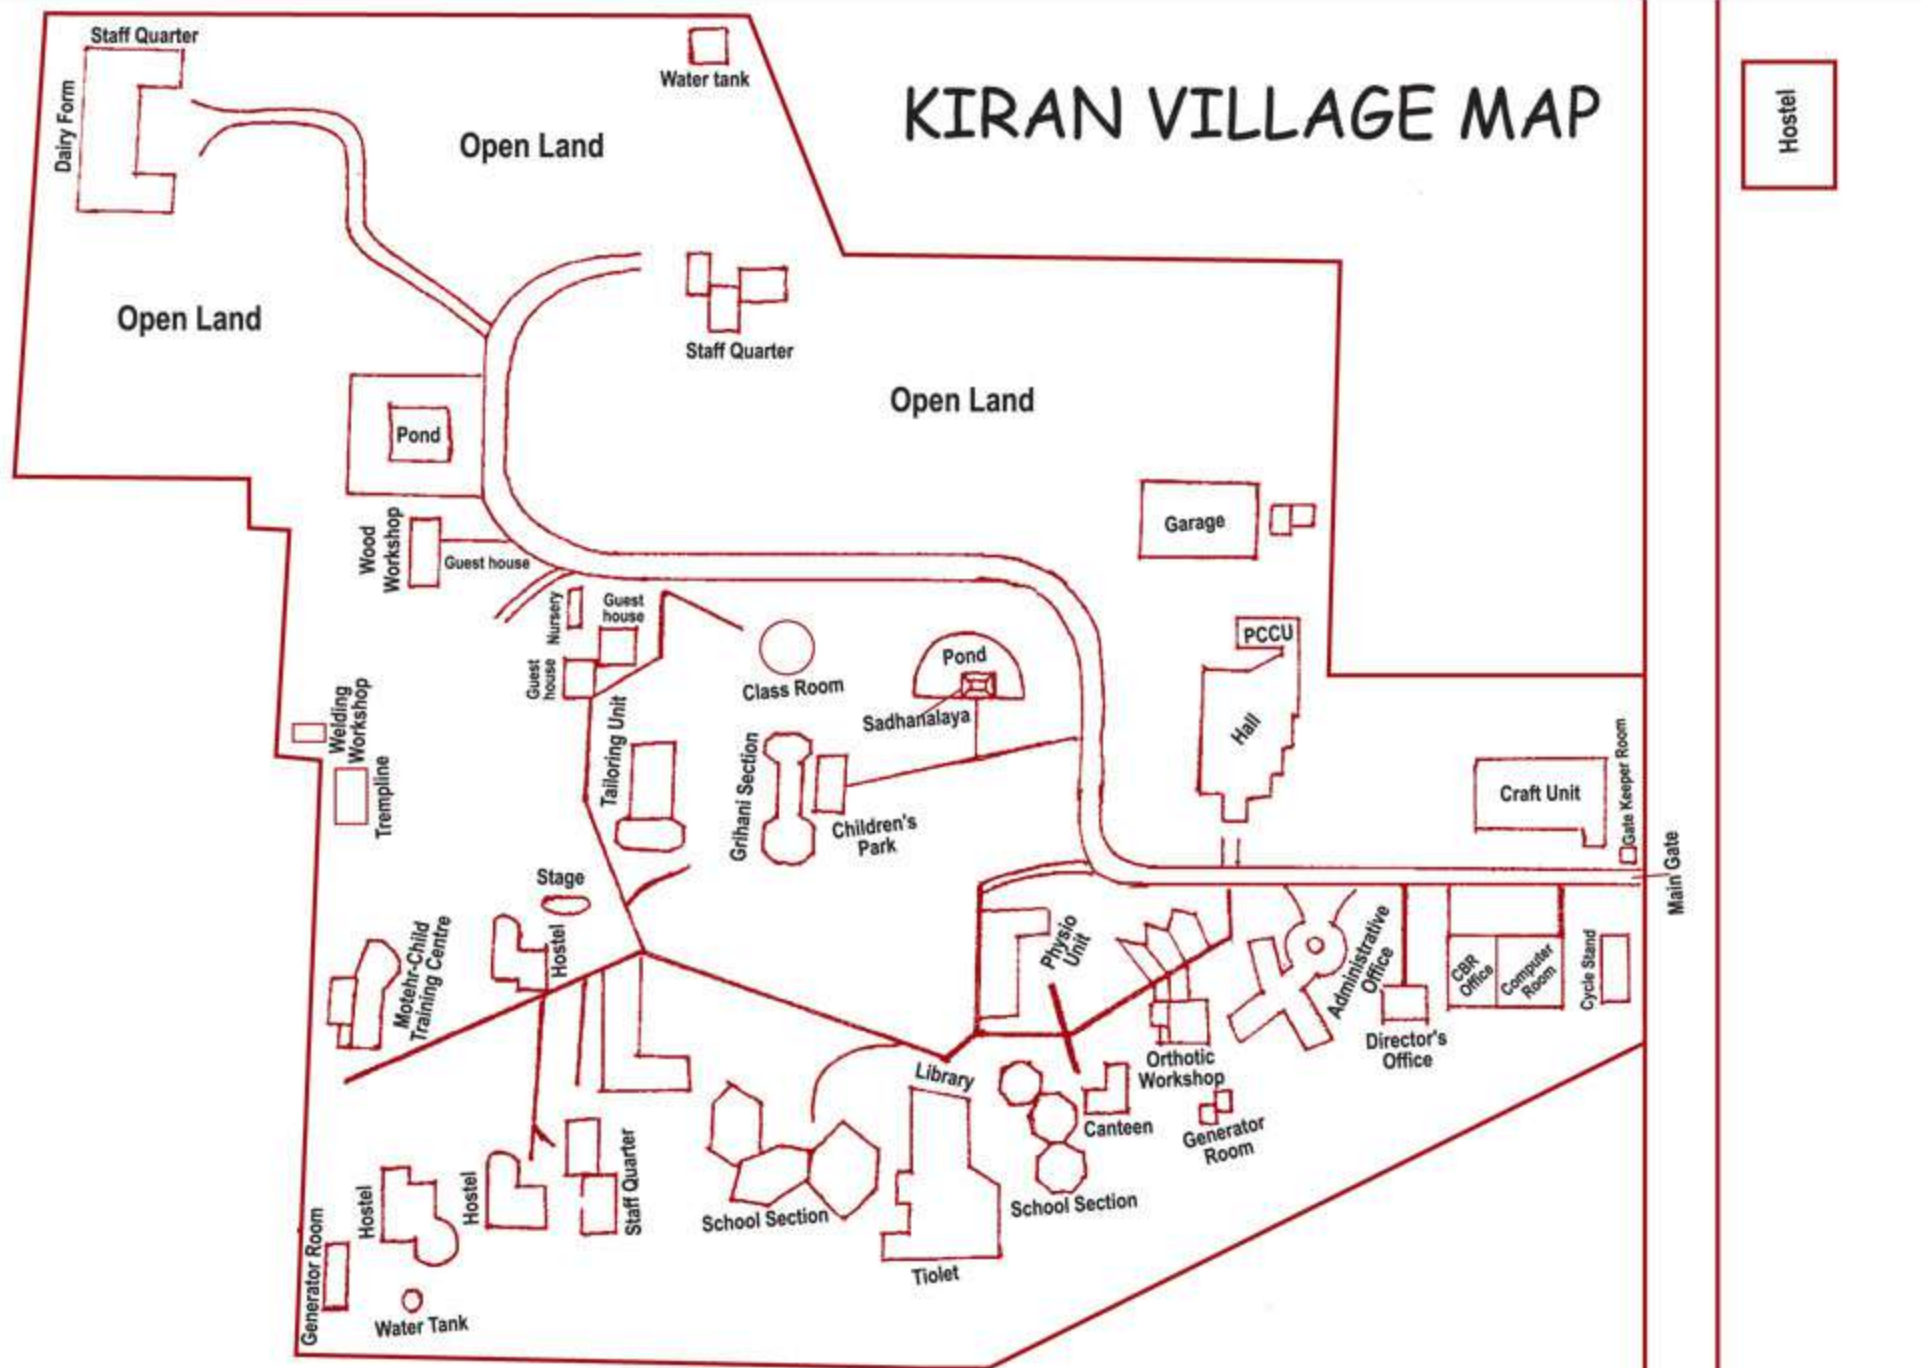 KIRAN VILLAGE MAP
Staff Quarter
Dairy Form
Water tank
Open Land
Hostel
Open Land
Staff Quarter
Open Land
Pond
Garage
Wood
Workshop
Guest house
Nursery
Guest
house
Guest
house
Class Room
Pond
Sadhanalaya
PCCU
Hall
Welding
Workshop
Trempline
Tailoring Unit
Grihani Section
Children's
Park
Craft Unit
Gate Keeper Room
Main Gate
Stage
Hostel
Motehr-Child
Training Centre
Physio
Unit
Administrative
Office
CBR
Office
Computer
Room
Cycle Stand
Director's
Office
Orthotic
Workshop
Library
Canteen
Generator
Room
School Section
School Section
Tiolet
Staff Quarter
Hostel
Hostel
Generator Room
Water Tank